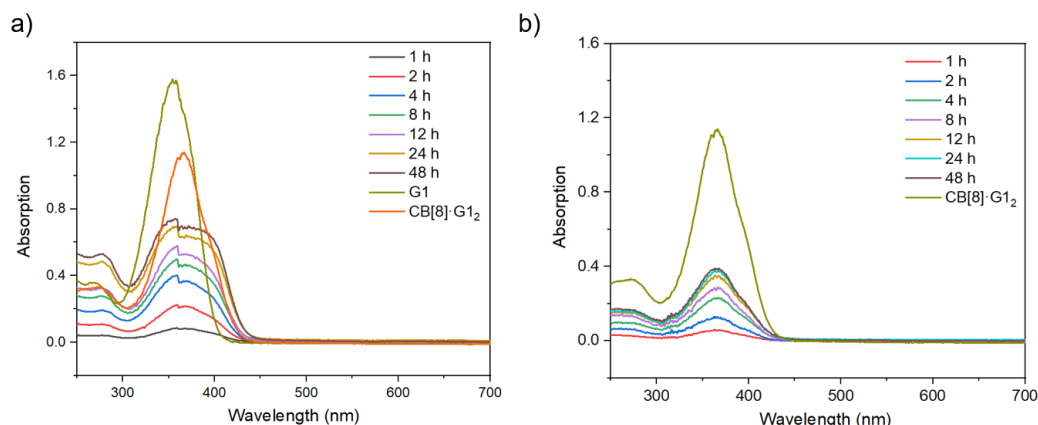 a)
1.6
1.2
0.8
0.4
0.0
Absorption
300
400
500
600
700
Wavelength (nm)
1 h
2 h
4 h
8 h
12 h
24 h
48 h
G1
CB[8]·G1₂
b)
1.6
1.2
0.8
0.4
0.0
Absorption
300
400
500
600
700
Wavelength (nm)
1 h
2 h
4 h
8 h
12 h
24 h
48 h
CB[8]·G1₂